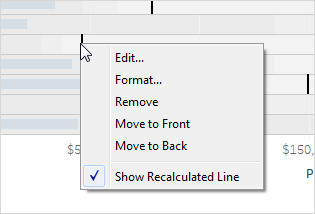 Edit...
Format...
Remove
Move to Front
Move to Back
$5
$150,
Show Recalculated Line
P